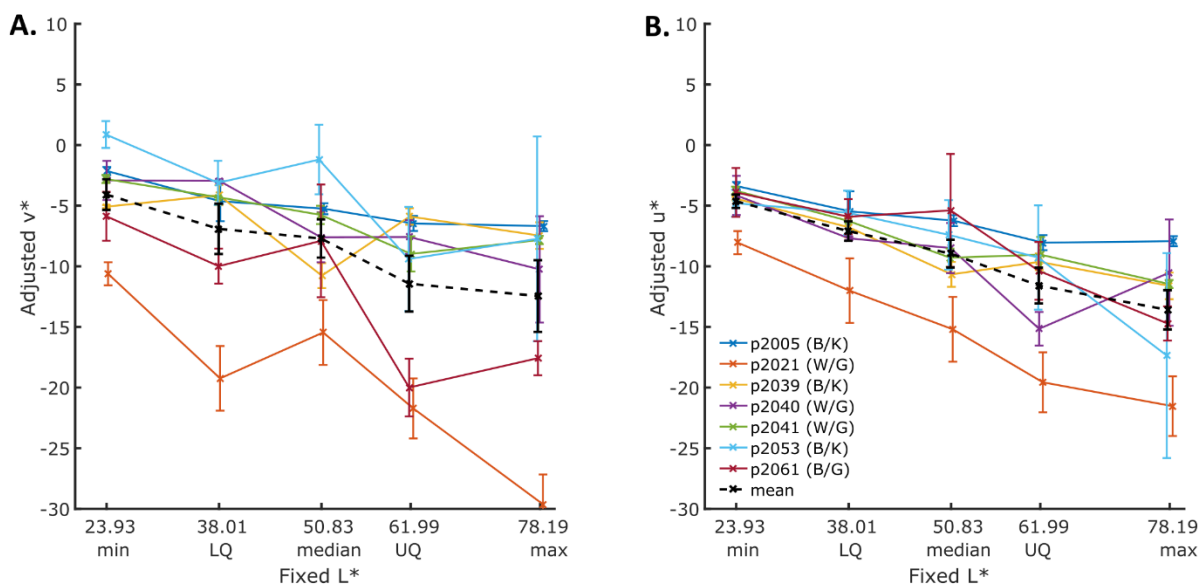 A.
10
5
0
-5
-10
-15
-20
-25
-30
Adjusted v*
23.93 38.01 50.83 61.99 78.19
min LQ median UQ max
Fixed L*
B.
10
5
0
-5
-10
-15
-20
-25
-30
Adjusted u*
p2005 (B/K)
p2021 (W/G)
p2039 (B/K)
p2040 (W/G)
p2041 (W/G)
p2053 (B/K)
p2061 (B/G)
mean
23.93 38.01 50.83 61.99 78.19
min LQ median UQ max
Fixed L*